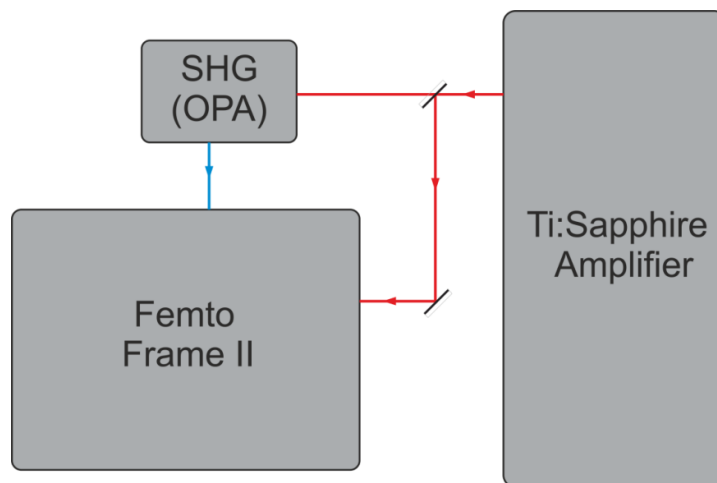 SHG
(OPA)
Ti:Sapphire
Amplifier
Femto
Frame II